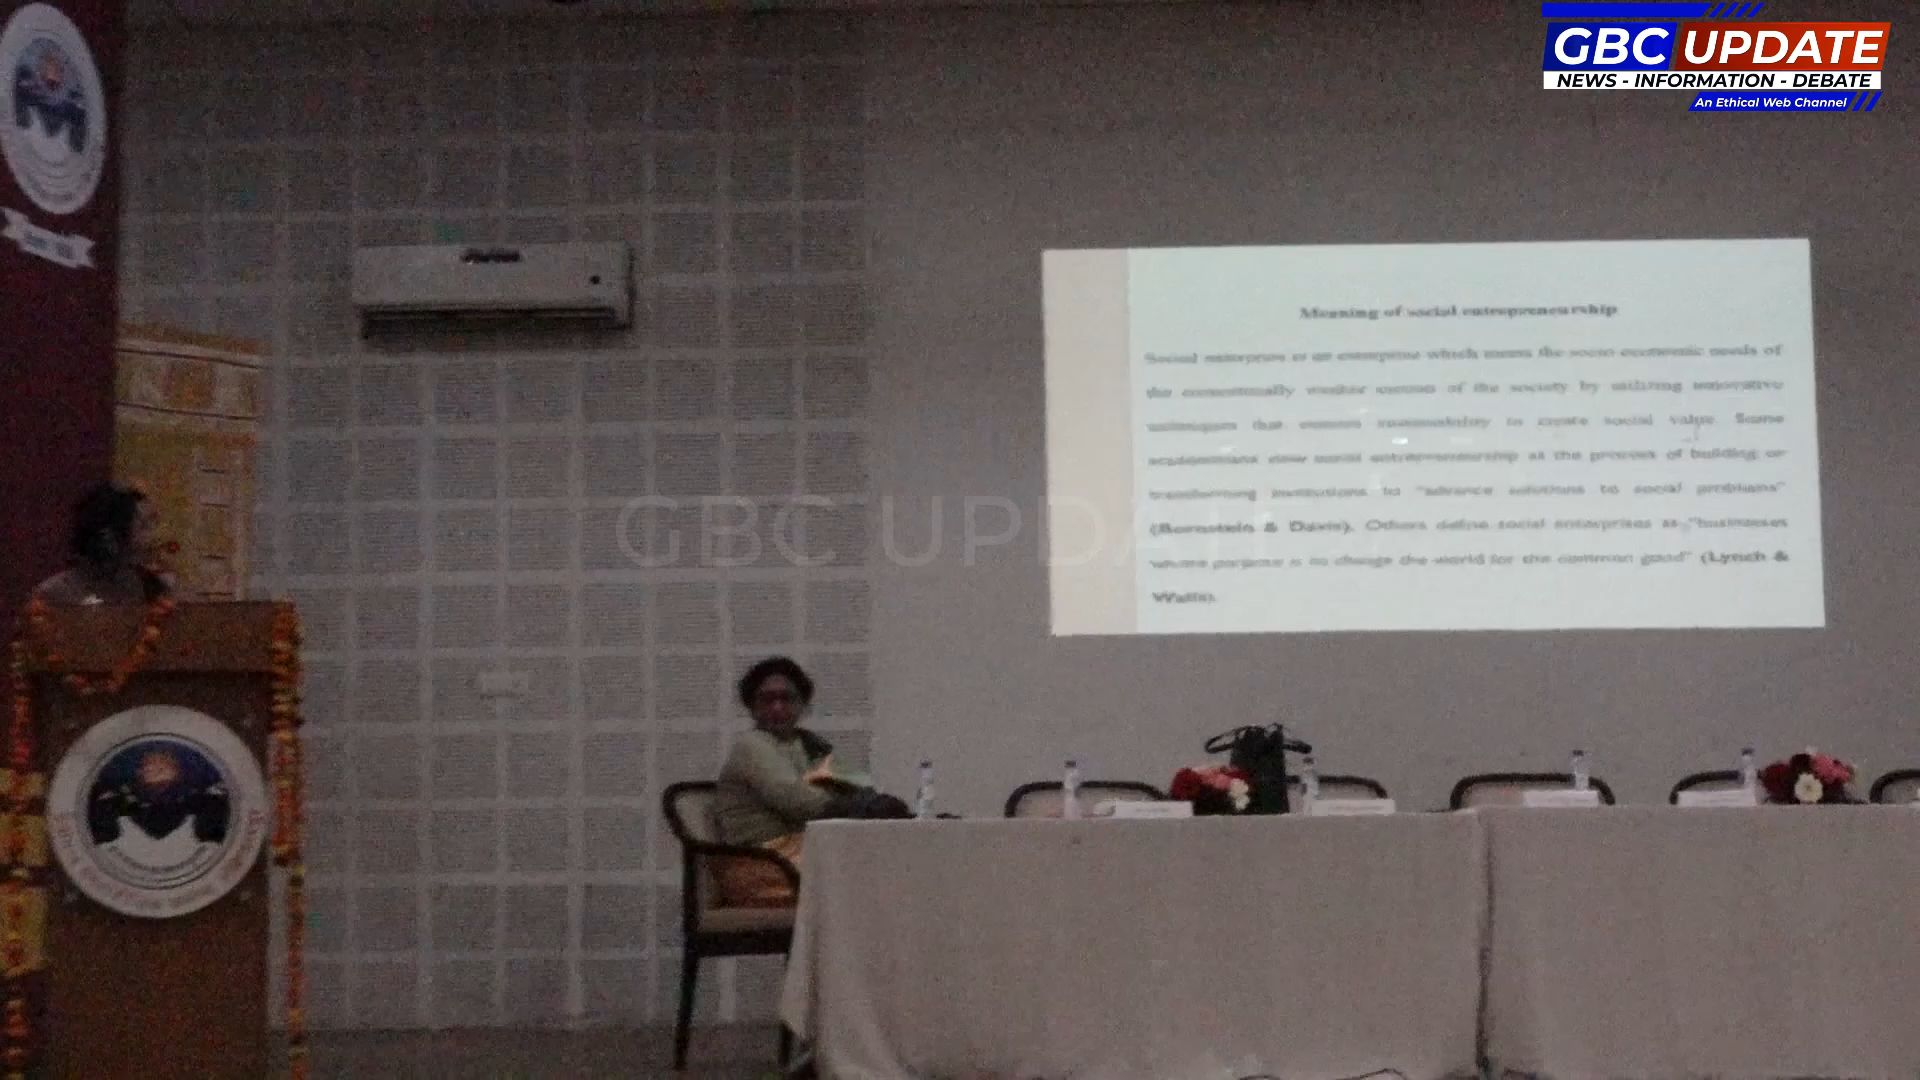 GBC UPDATE
NEWS - INFORMATION - DEBATE
An Ethical Web Channel
Meaning of social entrepreneurship
Social enterprise is an enterprise which meets the socio economic needs of
the economically weaker section of the society by utilizing innovative
techniques that ensures sustainability to create social value. Some
academicians view social entrepreneurship as the process of building or
transforming institutions to "advance solutions to social problems"
(Bornstein & Davis). Others define social enterprises as "businesses
whose purpose is to change the world for the common good" (Lynch &
Walls).
GBC UPDATE